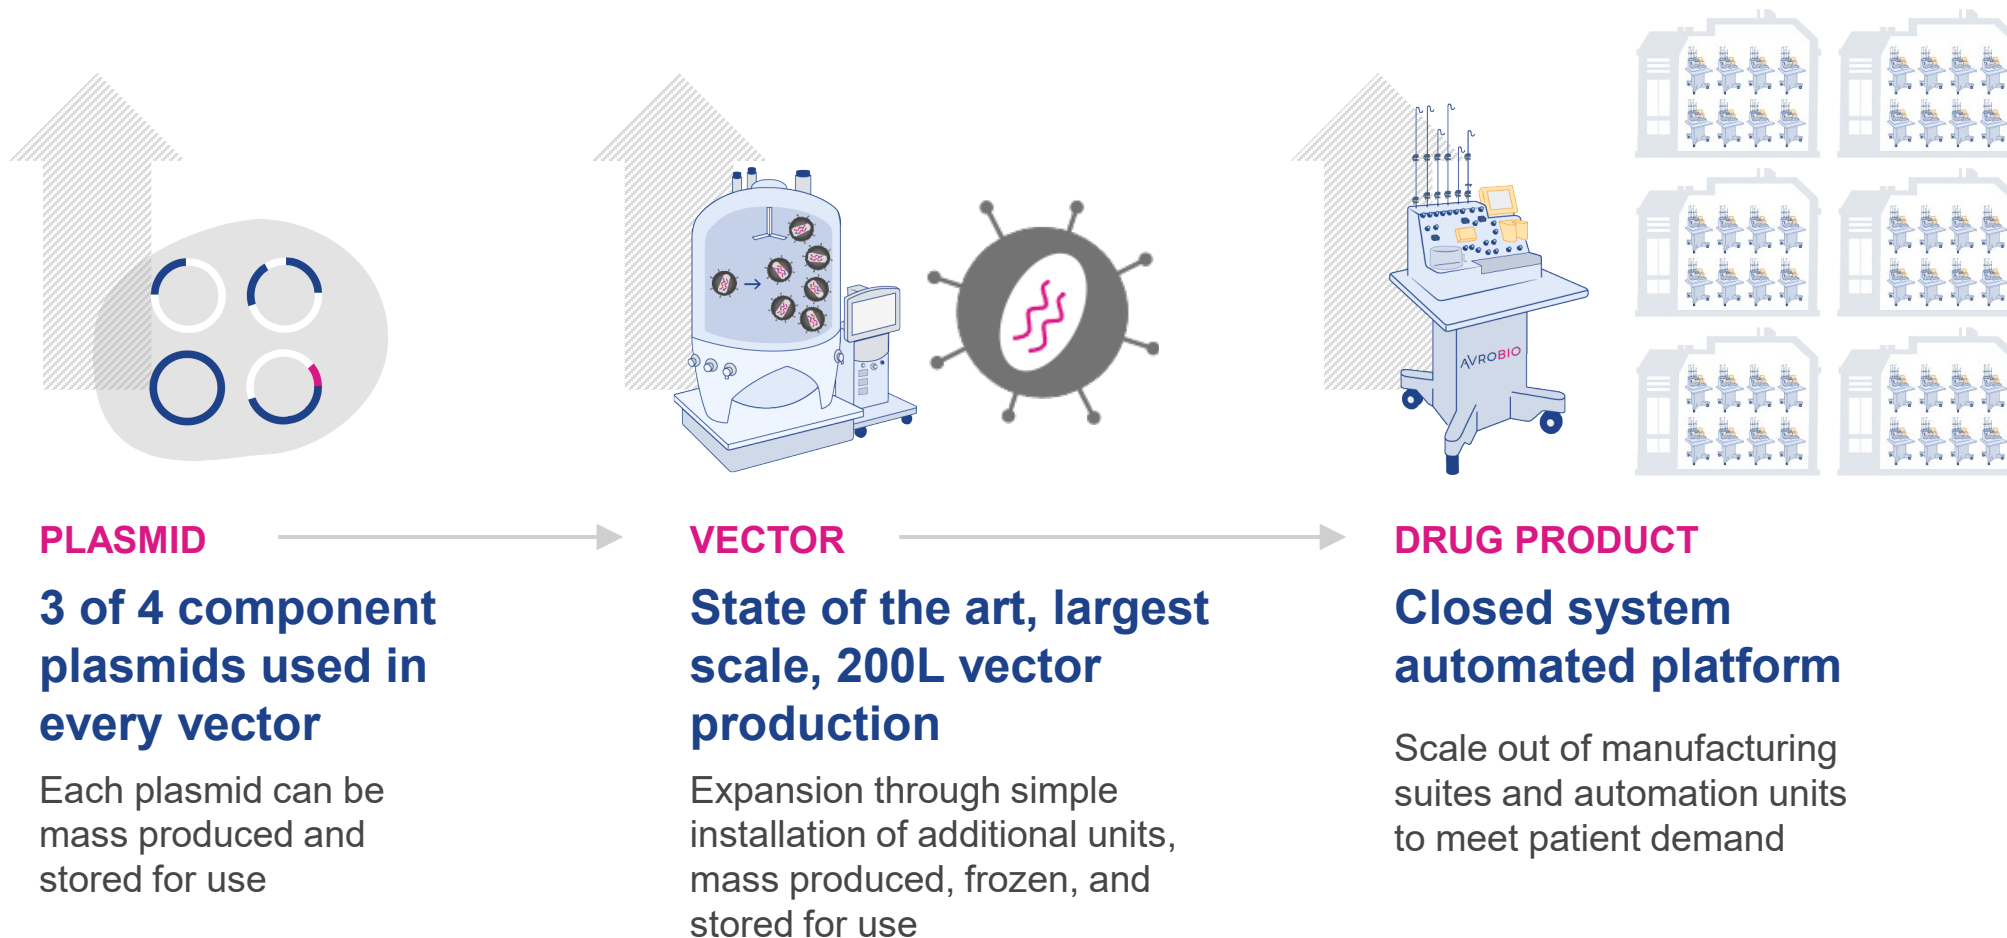 AVROBIO
PLASMID
3 of 4 component
plasmids used in
every vector
Each plasmid can be
mass produced and
stored for use
VECTOR
State of the art, largest
scale, 200L vector
production
Expansion through simple
installation of additional units,
mass produced, frozen, and
stored for use
DRUG PRODUCT
Closed system
automated platform
Scale out of manufacturing
suites and automation units
to meet patient demand